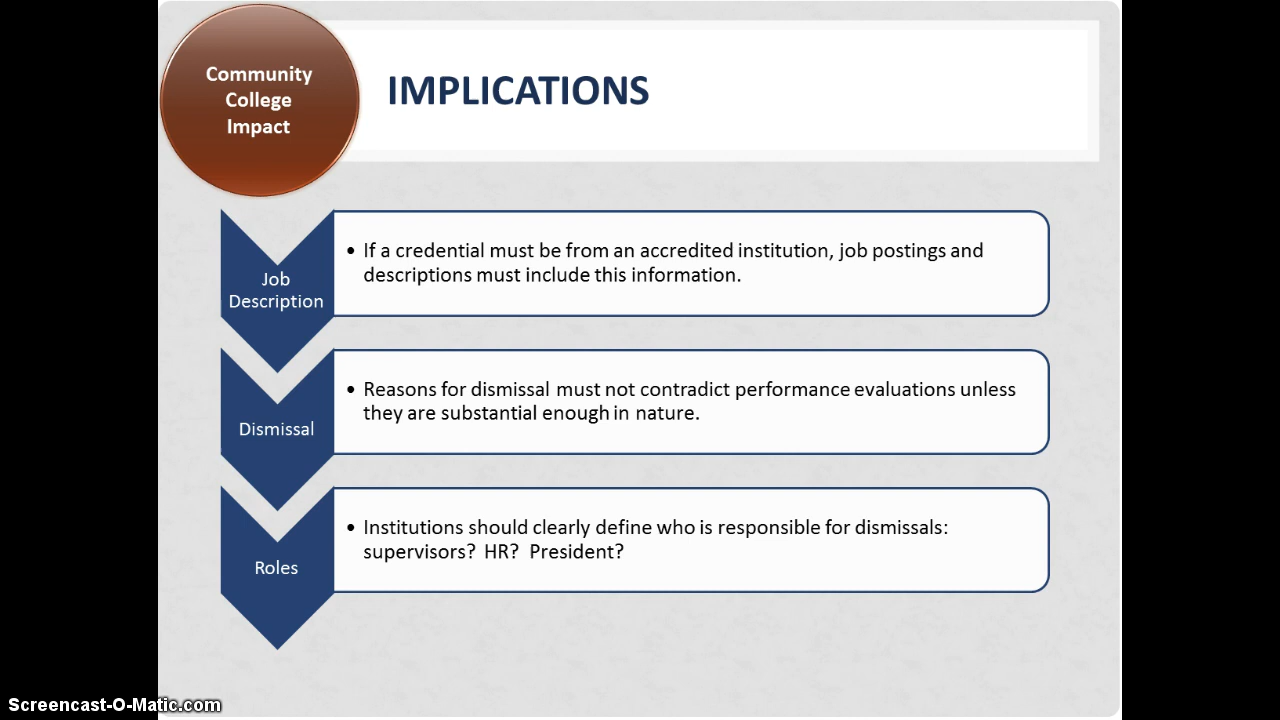 Community
College
Impact
IMPLICATIONS
Job
Description
• If a credential must be from an accredited institution, job postings and
descriptions must include this information.
Dismissal
• Reasons for dismissal must not contradict performance evaluations unless
they are substantial enough in nature.
Roles
• Institutions should clearly define who is responsible for dismissals:
supervisors? HR? President?
Screencast-O-Matic.com